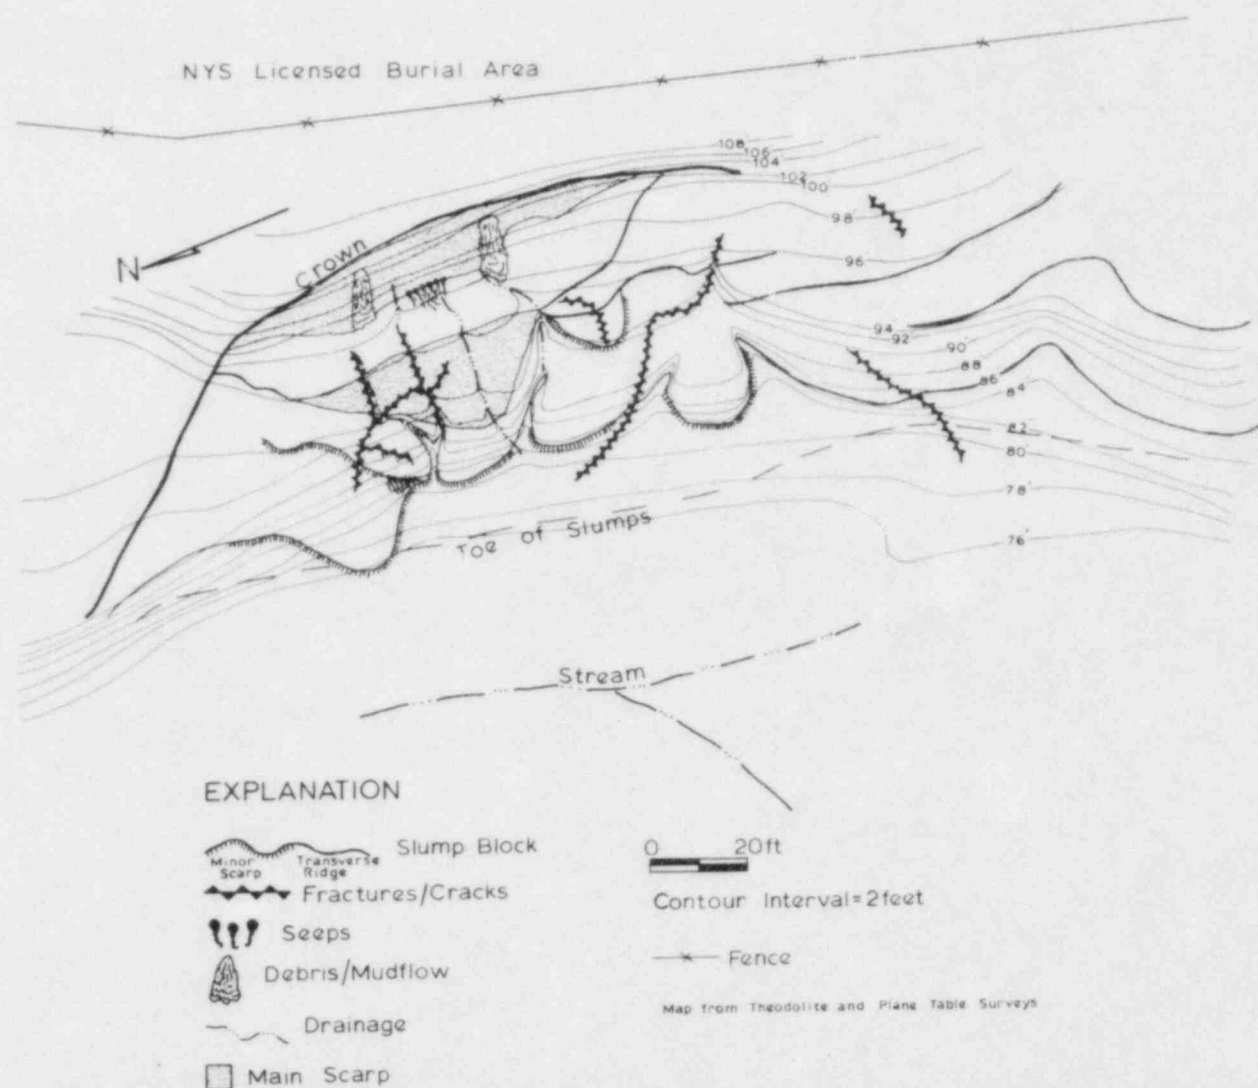 NYS Licensed Burial Area
108'
106'
104
102
100
98'
96'
94'
92'
90'
88
86
84
82'
80
78'
76'
N
Crown
Toe of Slumps
Stream
EXPLANATION
Minor Scarp
Transverse Ridge
Slump Block
Fractures/Cracks
Seeps
Debris/Mudflow
Drainage
Main Scarp
0 20ft
Contour Interval=2feet
Fence
Map from Theodolite and Plane Table Surveys